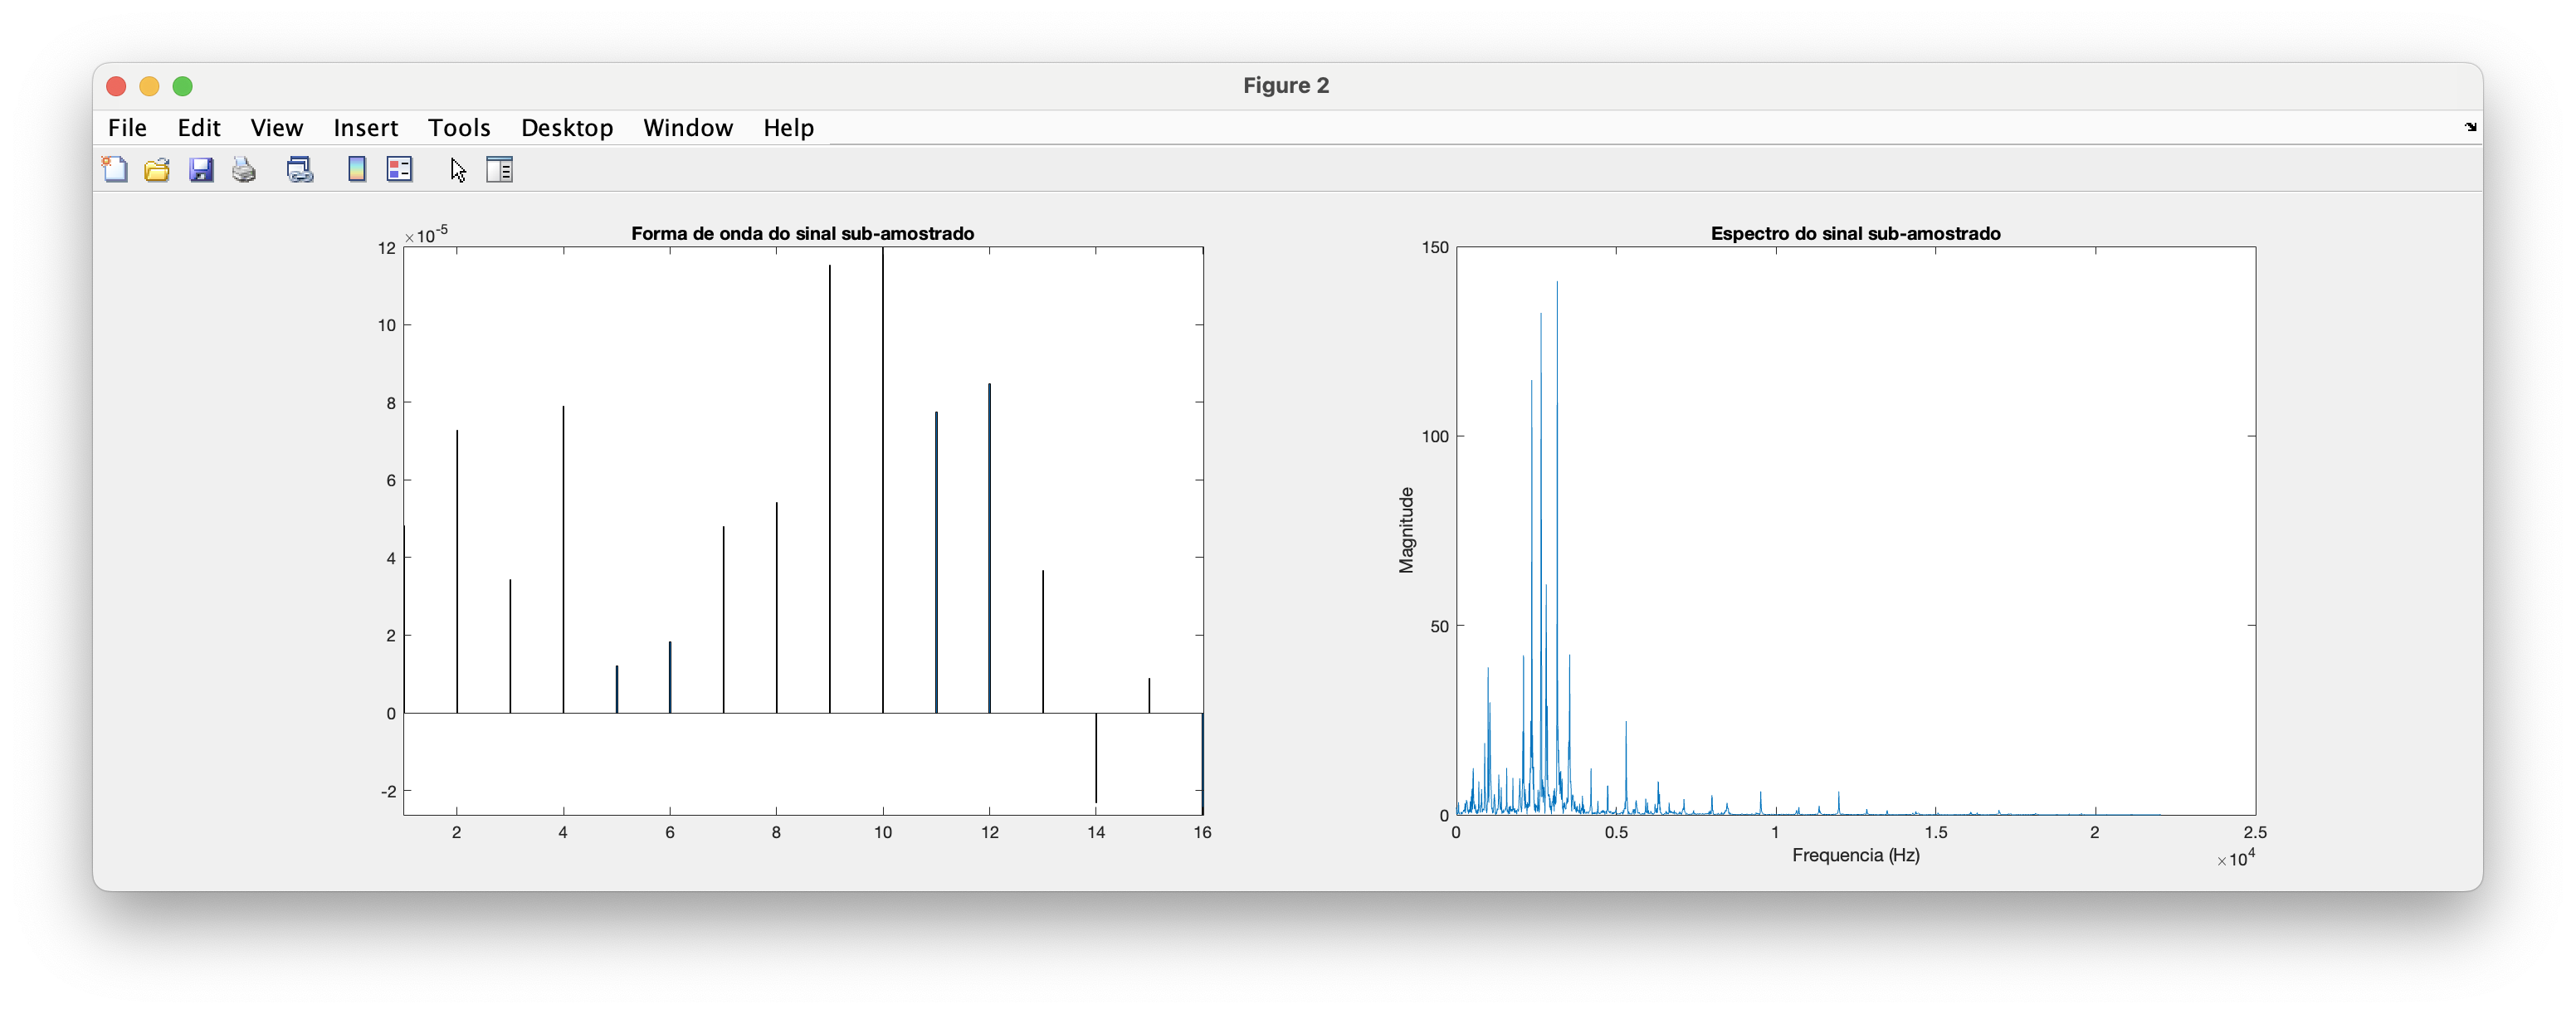 Figure 2
File Edit View Insert Tools Desktop Window Help
Forma de onda do sinal sub-amostrado
×10-5
12
10
8
6
4
2
0
-2
2 4 6 8 10 12 14 16
Espectro do sinal sub-amostrado
150
100
50
0
Magnitude
0 0.5 1 1.5 2 2.5
Frequencia (Hz)
×104